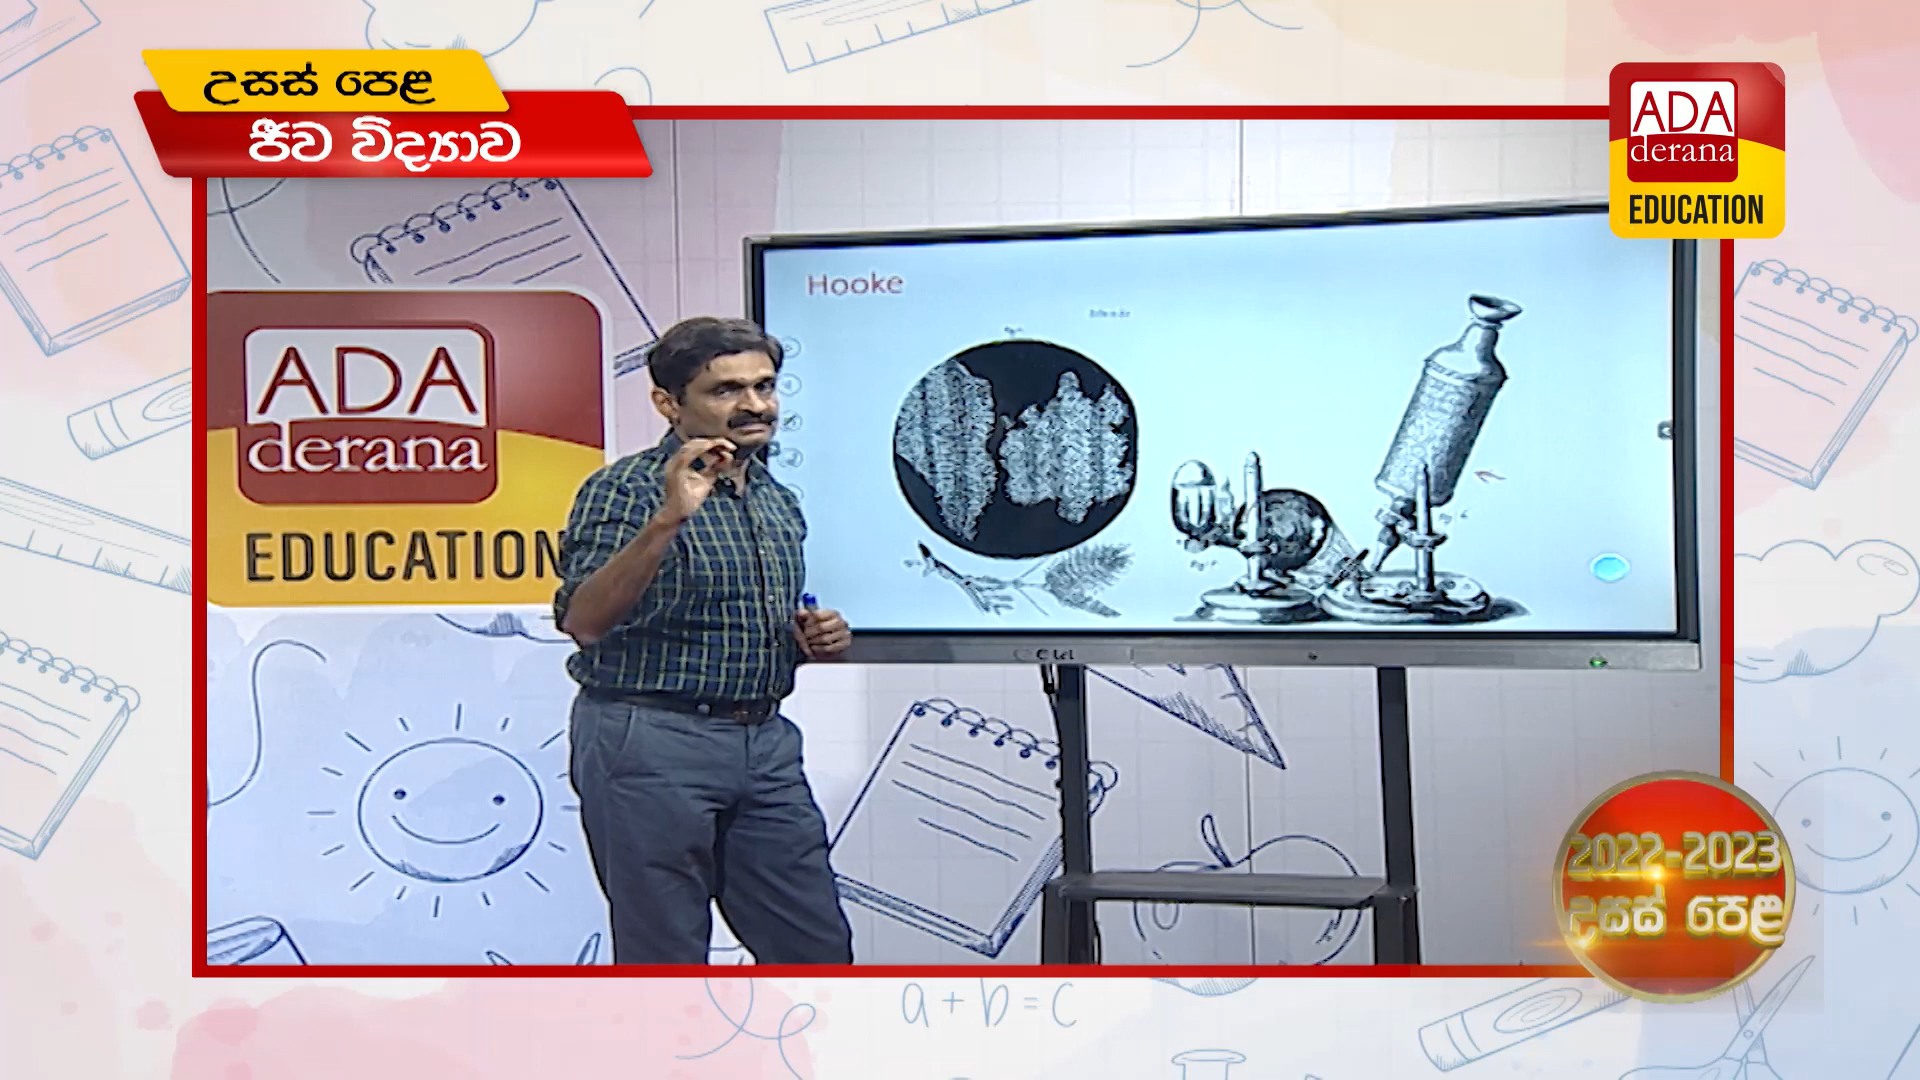 උසස් පෙළ
ජීව විද්‍යාව
ADA
derana
EDUCATION
Hooke
ADA
derana
EDUCATION
2022-2023
උසස් පෙළ
a + b = c